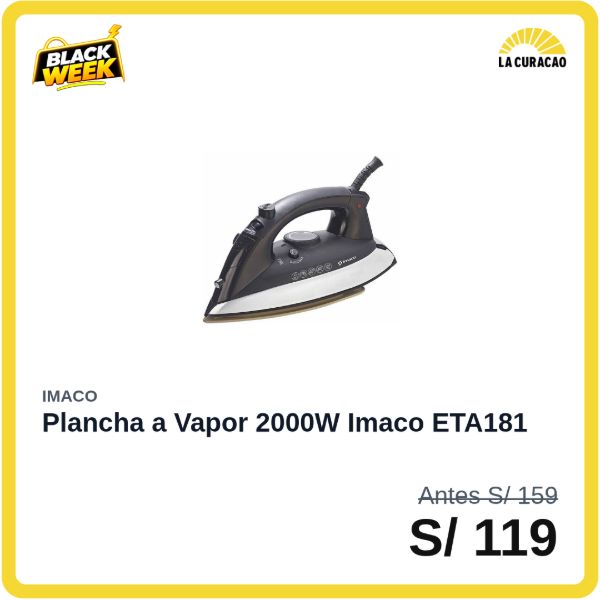 BLACK
WEEK
LA CURACAO
IMACO
Plancha a Vapor 2000W Imaco ETA181
Antes S/ 159
S/ 119